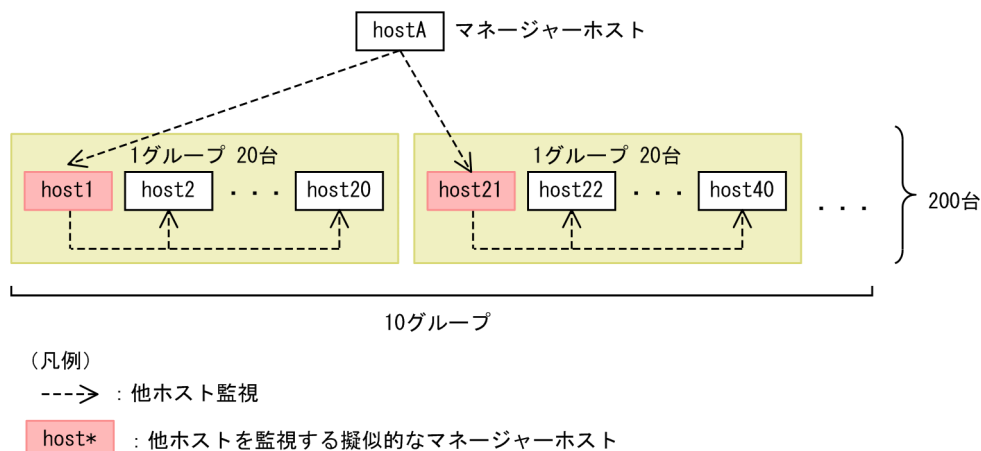 hostA マネージャーホスト
1グループ 20台 1グループ 20台
host1 host2 ・・・ host20 host21 host22 ・・・ host40 ・・・ 200台
10グループ
（凡例）
：他ホスト監視
host* ：他ホストを監視する擬似的なマネージャーホスト